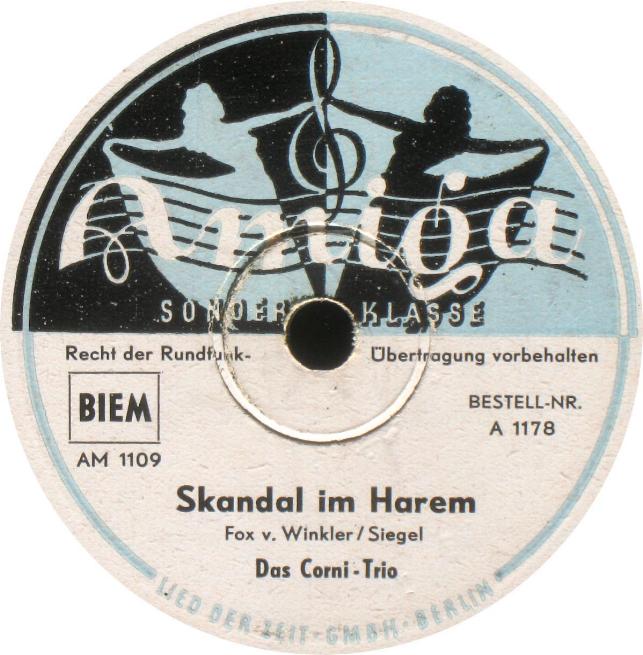 Amiga
SONDER KLASSE
Recht der Rundfunk- Übertragung vorbehalten
BIEM
BESTELL-NR.
A 1178
AM 1109
Skandal im Harem
Fox v. Winkler/Siegel
Das Corni-Trio
LIED DER ZEIT · GMBH · BERLIN